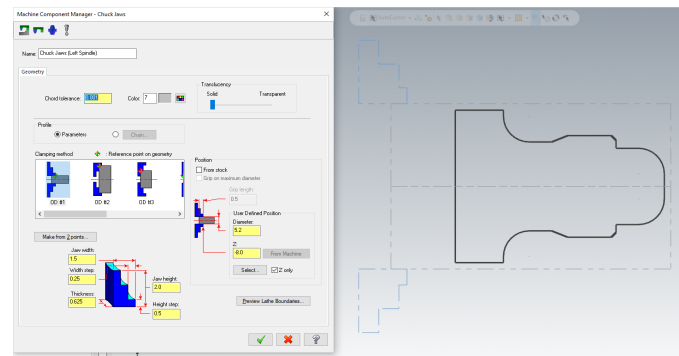 Machine Component Manager - Chuck Jaws
Name: Chuck Jaws (Left Spindle)
Geometry
Chord tolerance: 0.001
Color: 7
Translucency
Solid Transparent
Profile
Parameters
Chain...
Clamping method : Reference point on geometry
OD #1 OD #2 OD #3
Position
From stock
Grip on maximum diameter
Grip length:
0.5
User Defined Position
Diameter:
5.2
Z:
-8.0
From Machine
Select...
Z only
Make from 2 points...
Jaw width:
1.5
Width step:
0.25
Thickness:
0.625
Jaw height:
2.0
Height step:
0.5
Preview Lathe Boundaries...
AutoCursor